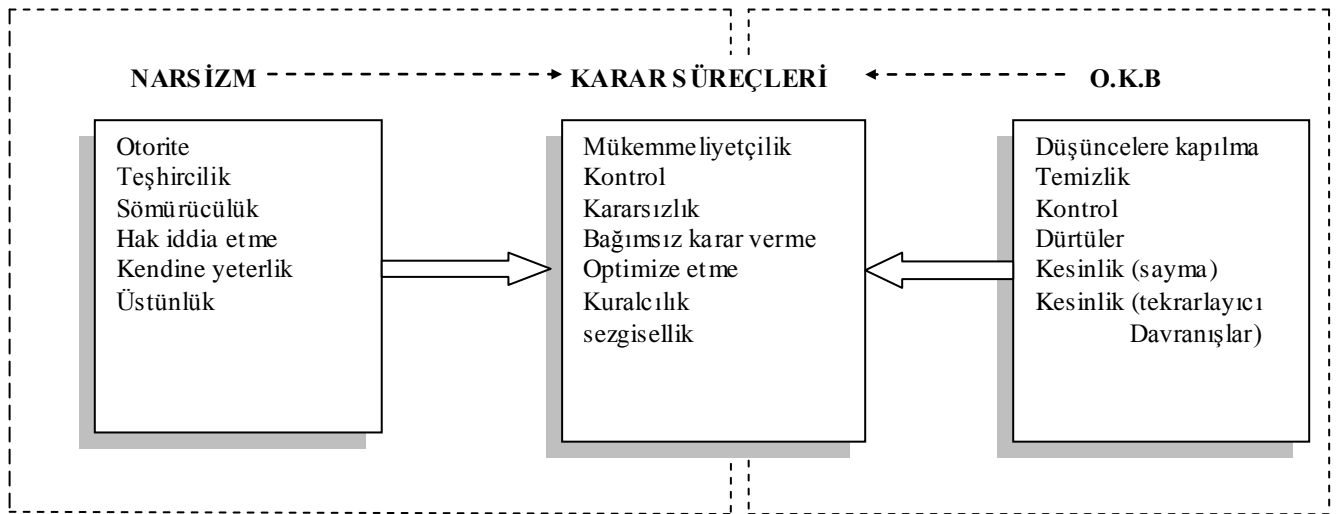 NARSİZM
KARAR SÜREÇLERİ
O.K.B
Otorite
Teşhircilik
Sömürücülük
Hak iddia etme
Kendine yeterlik
Üstünlük
Mükemmeliyetçilik
Kontrol
Kararsızlık
Bağımsız karar verme
Optimize etme
Kuralcılık
sezgisellik
Düşüncelere kapılma
Temizlik
Kontrol
Dürtüler
Kesinlik (sayma)
Kesinlik (tekrarlayıcı
Davranışlar)